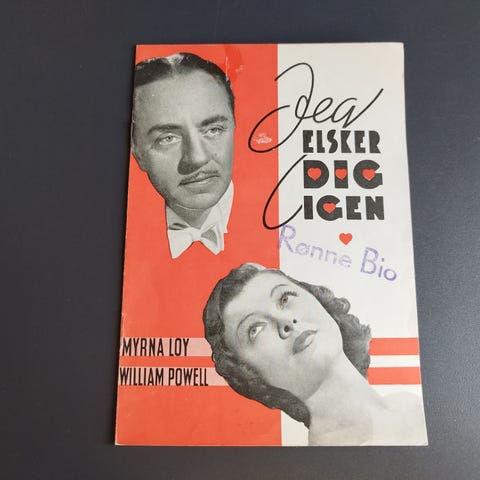 Jeg
ELSKER
DIG
IGEN
Rønne Bio
MYRNA LOY
WILLIAM POWELL